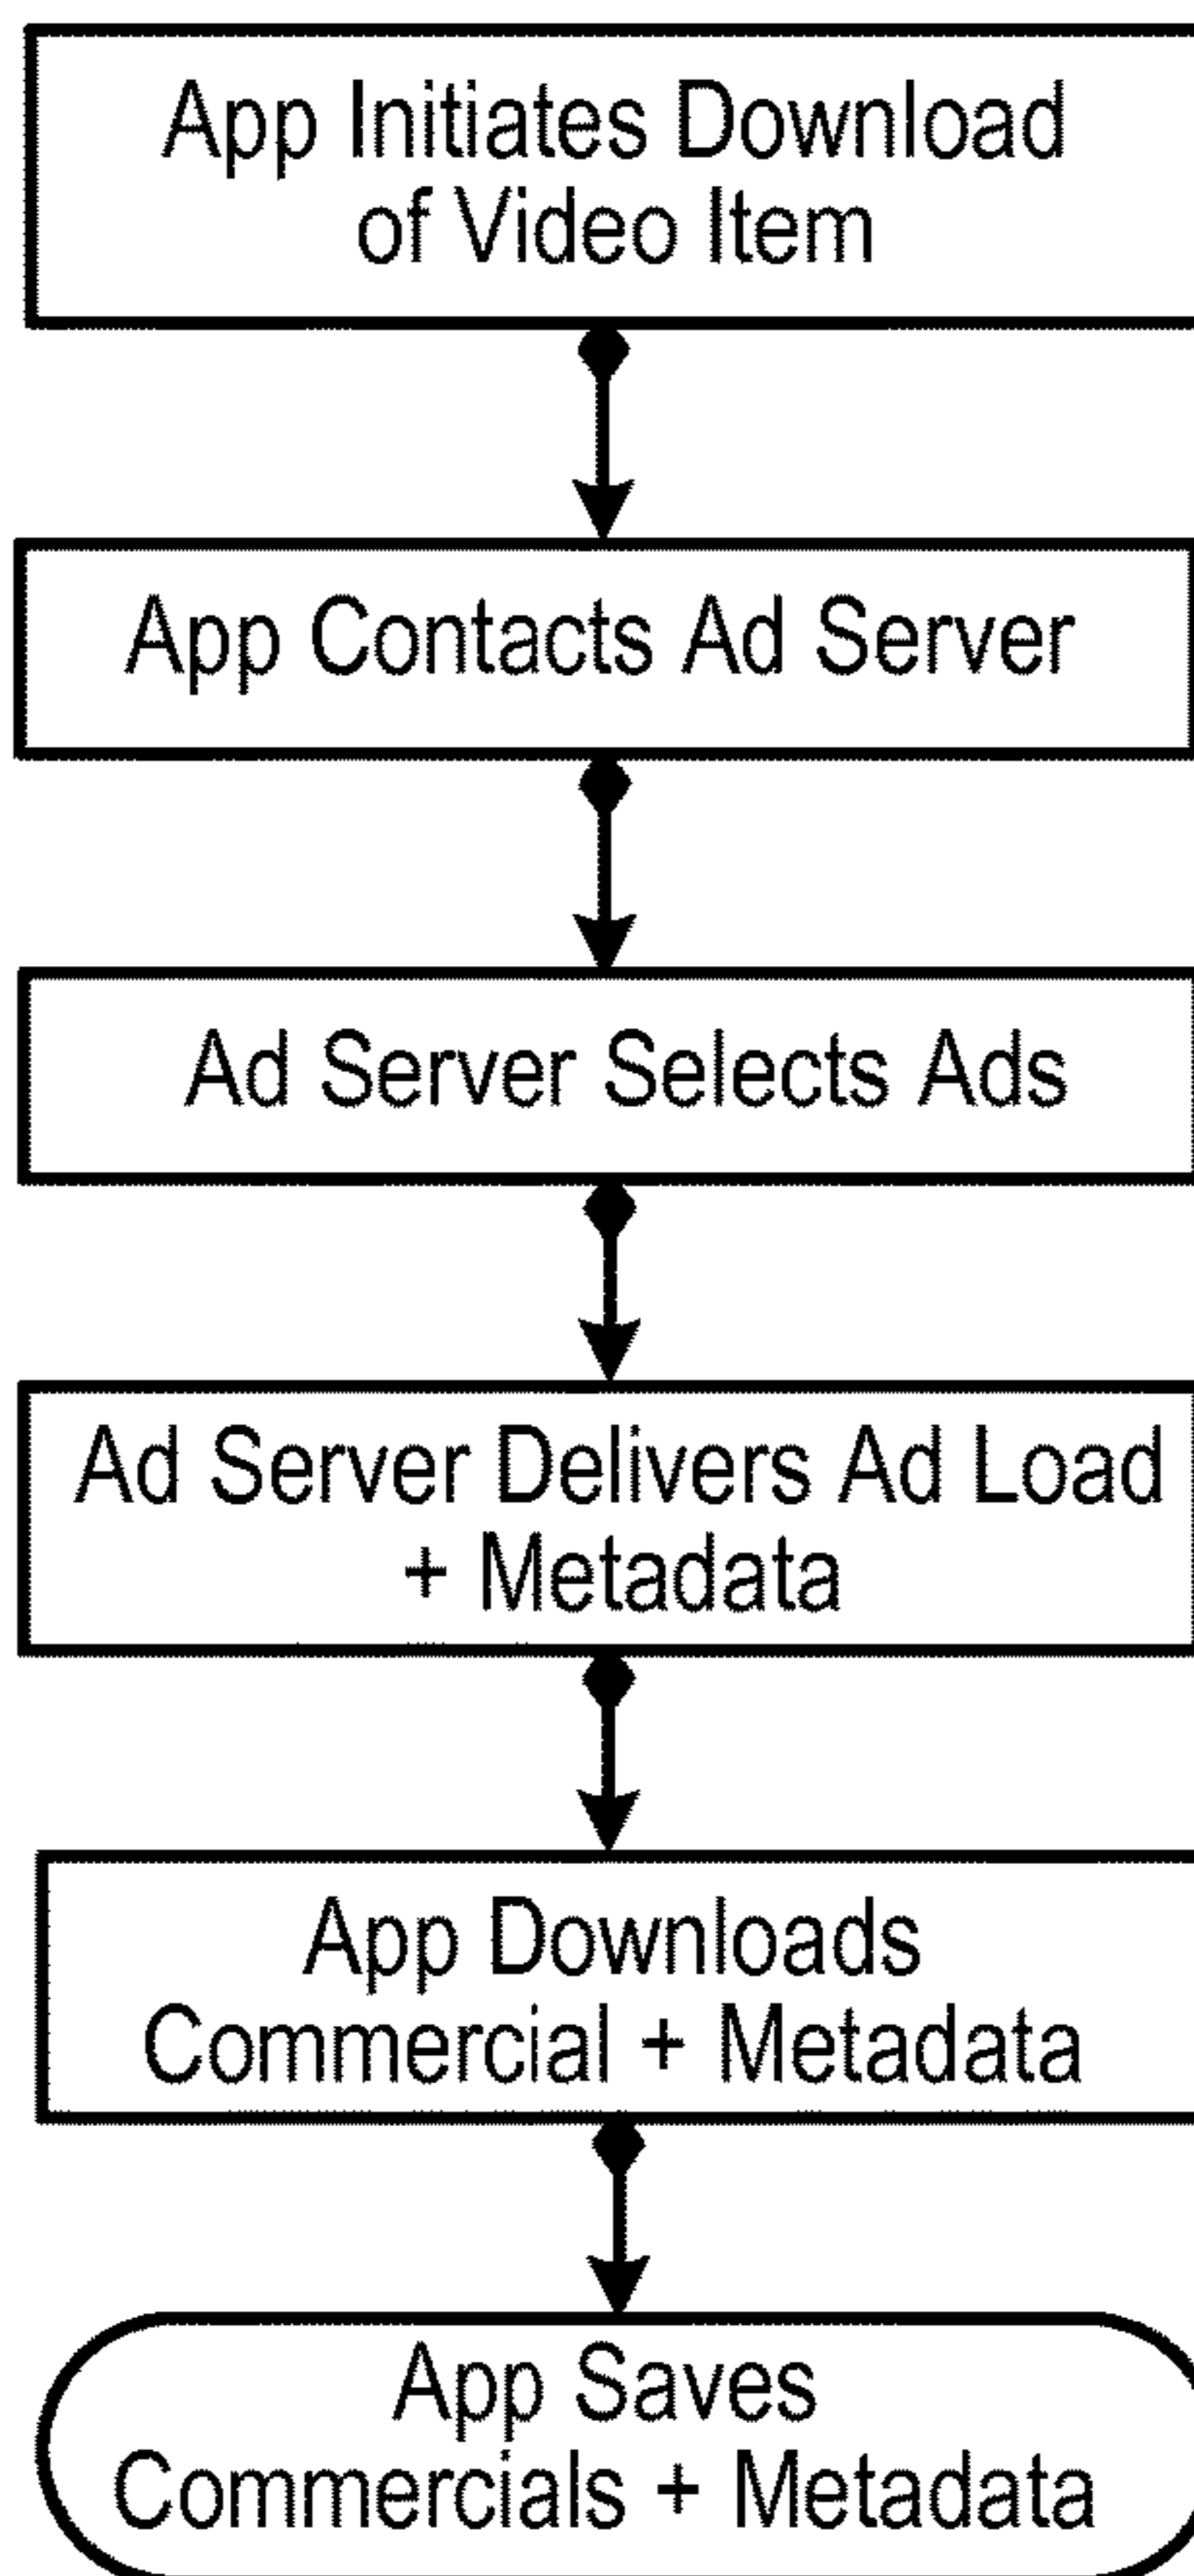 App Initiates Download
of Video Item
App Contacts Ad Server
Ad Server Selects Ads
Ad Server Delivers Ad Load
+ Metadata
App Downloads
Commercial + Metadata
App Saves
Commercials + Metadata